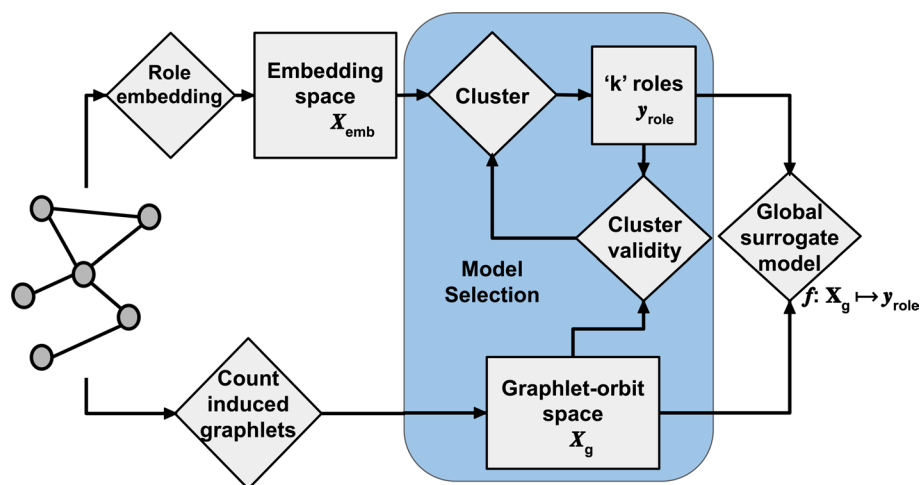 Role
embedding
Embedding
space
X_emb
Cluster
‘k’ roles
y_role
Cluster
validity
Global
surrogate
model
f: X_g ↦ y_role
Model
Selection
Count
induced
graphlets
Graphlet-orbit
space
X_g